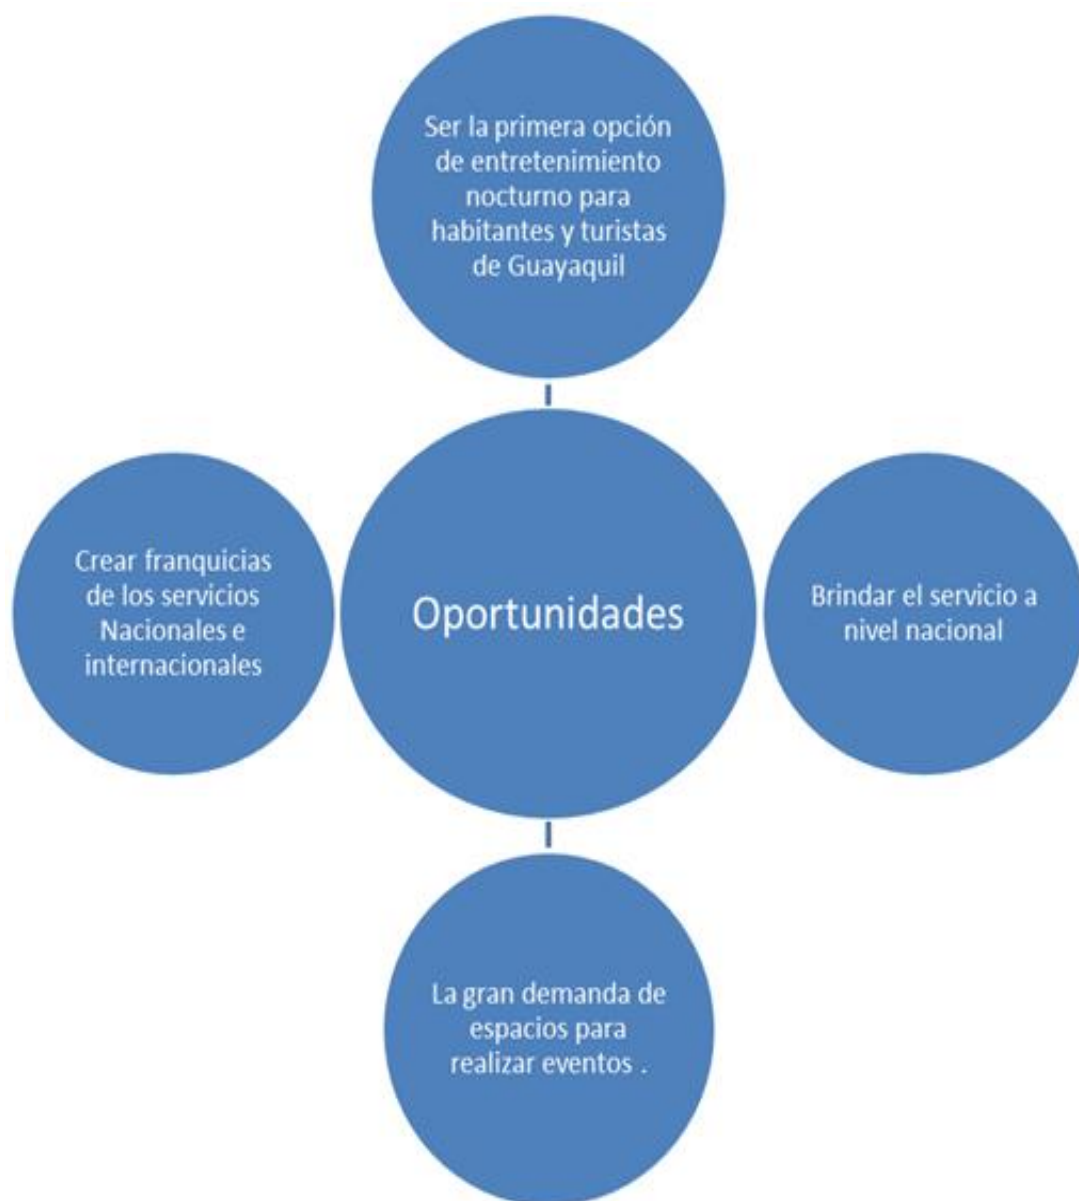 Ser la primera opción
de entretenimiento
nocturno para
habitantes y turistas
de Guayaquil
Crear franquicias
de los servicios
Nacionales e
internacionales
Oportunidades
Brindar el servicio a
nivel nacional
La gran demanda de
espacios para
realizar eventos .